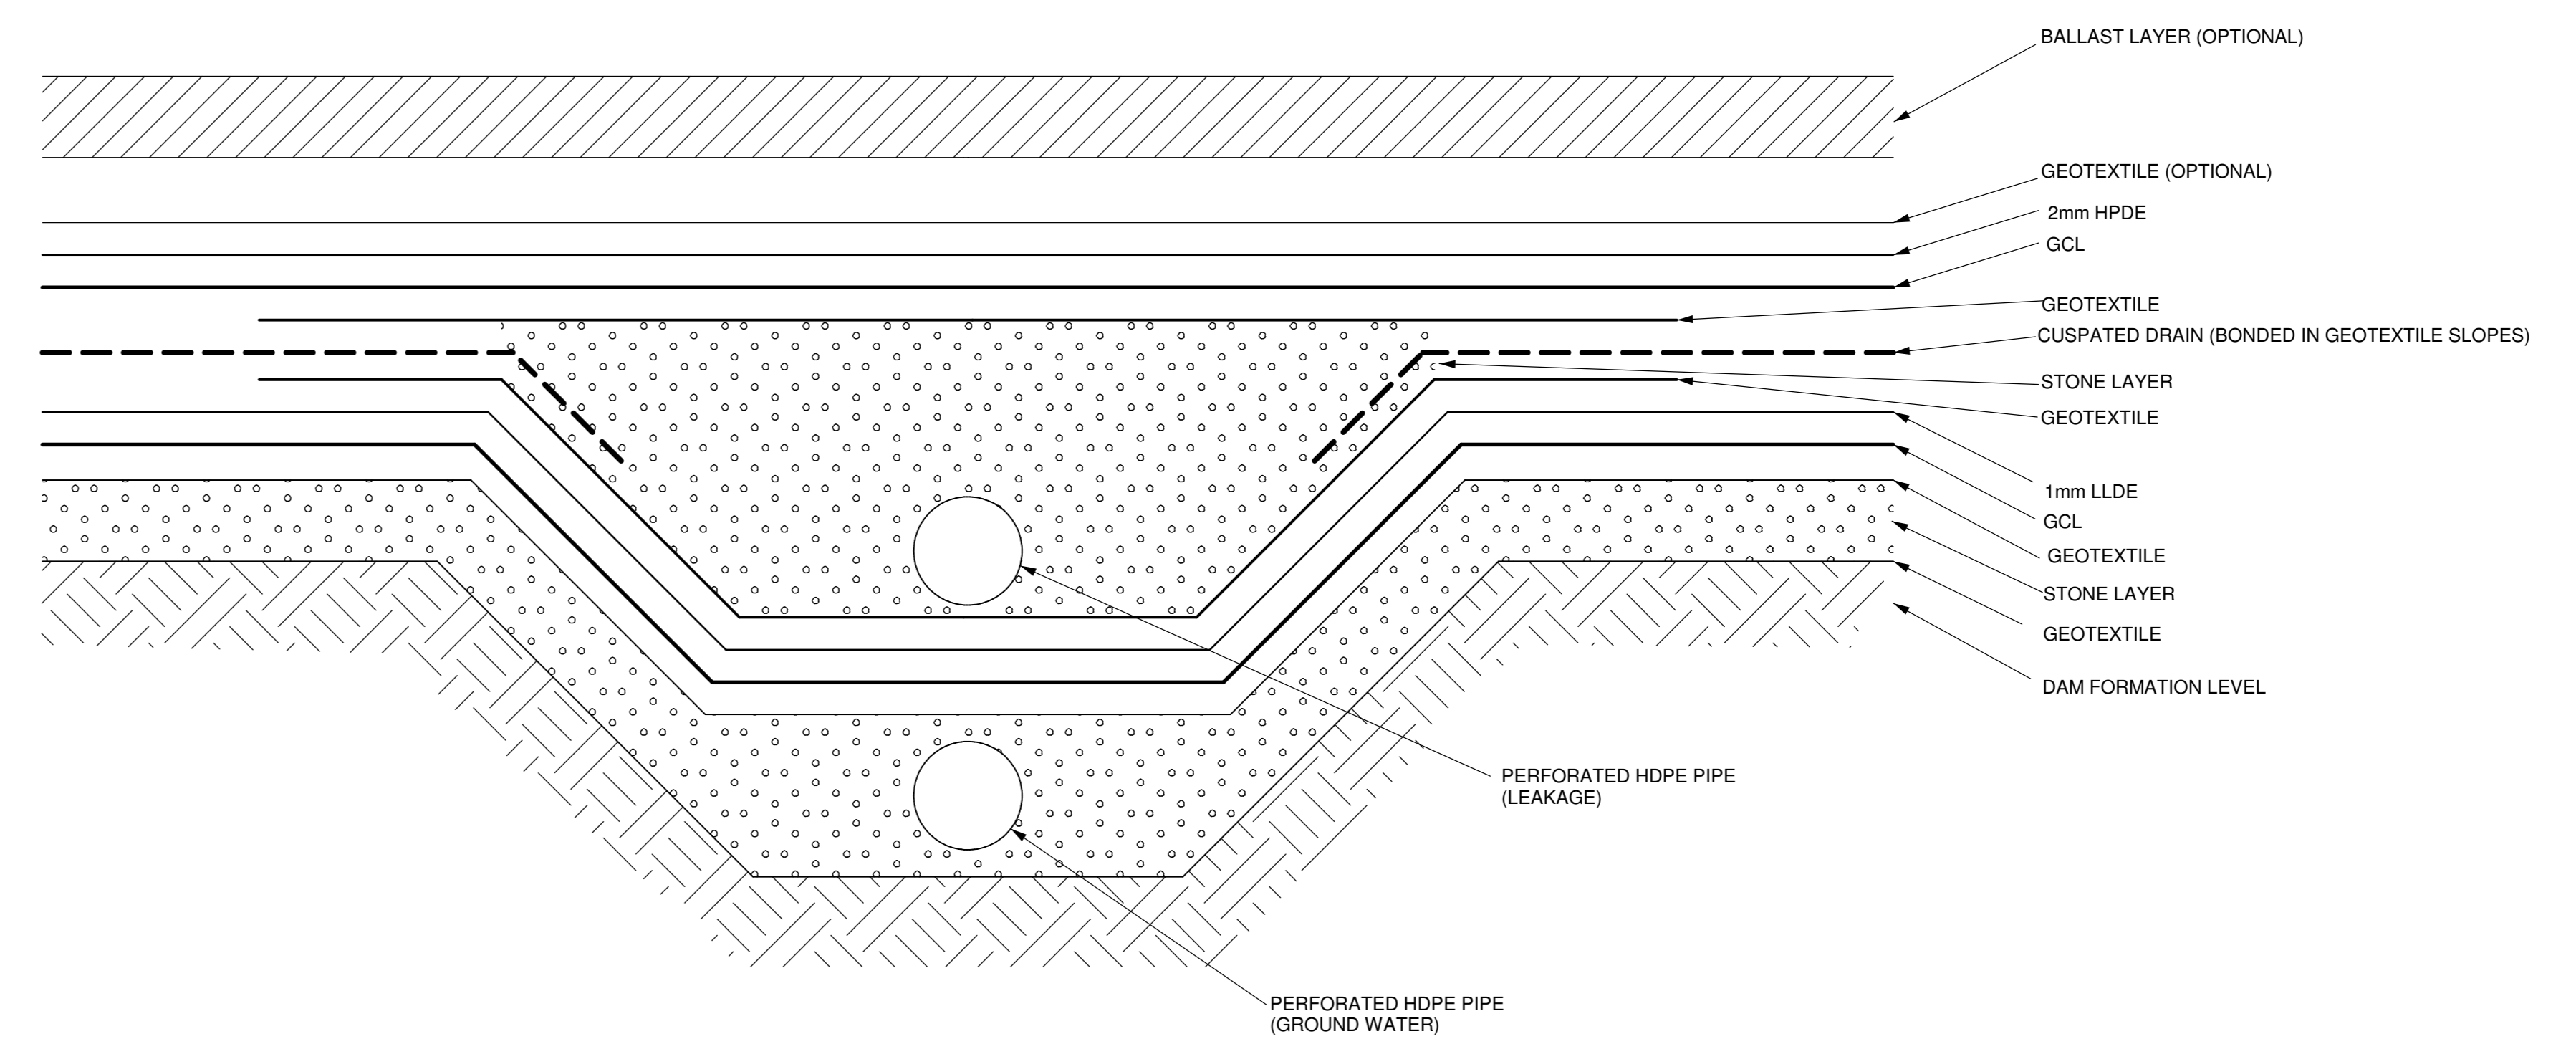 BALLAST LAYER (OPTIONAL)
GEOTEXTILE (OPTIONAL)
2mm HPDE
GCL
GEOTEXTILE
CUSPATED DRAIN (BONDED IN GEOTEXTILE SLOPES)
STONE LAYER
GEOTEXTILE
1mm LLDE
GCL
GEOTEXTILE
STONE LAYER
GEOTEXTILE
DAM FORMATION LEVEL
PERFORATED HDPE PIPE
(LEAKAGE)
PERFORATED HDPE PIPE
(GROUND WATER)